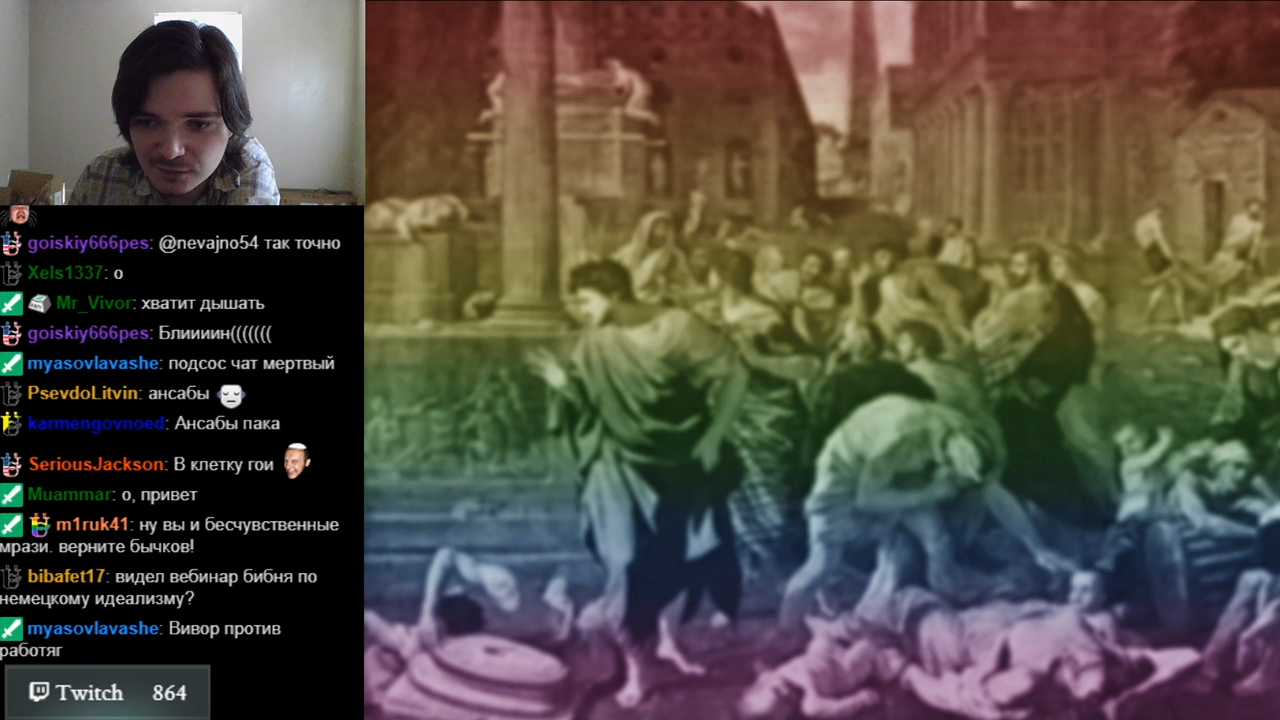 goiskiy666pes: @nevajno54 так точно
Xels1337: о
Mr_Vivor: хватит дышать
goiskiy666pes: Блиииин(((((((
myasovlavashe: подсос чат мертвый
PsevdoLitvin: ансабы
karmengovnoed: Ансабы пака
SeriousJackson: В клетку гои
Muammar: о, привет
m1ruk41: ну вы и бесчувственные
мрази. верните бычков!
bibafet17: видел вебинар бибня по
немецкому идеализму?
myasovlavashe: Вивор против
работяг
Twitch 864